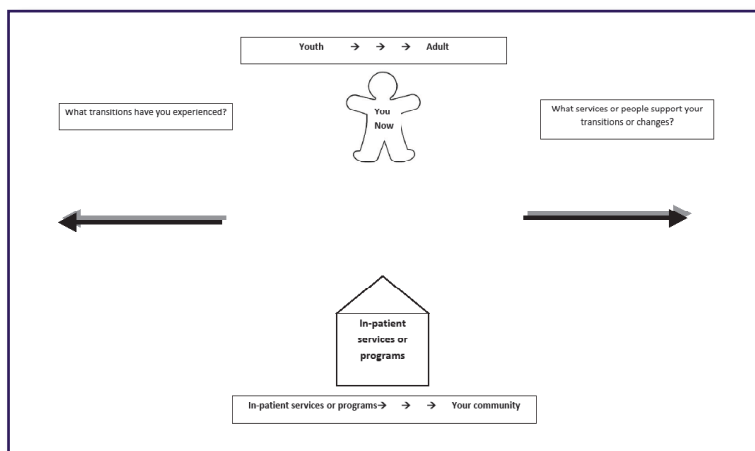 Youth → → → Adult
What transitions have you experienced?
You
Now
What services or people support your
transitions or changes?
In-patient
services or
programs
In-patient services or programs→ → → Your community